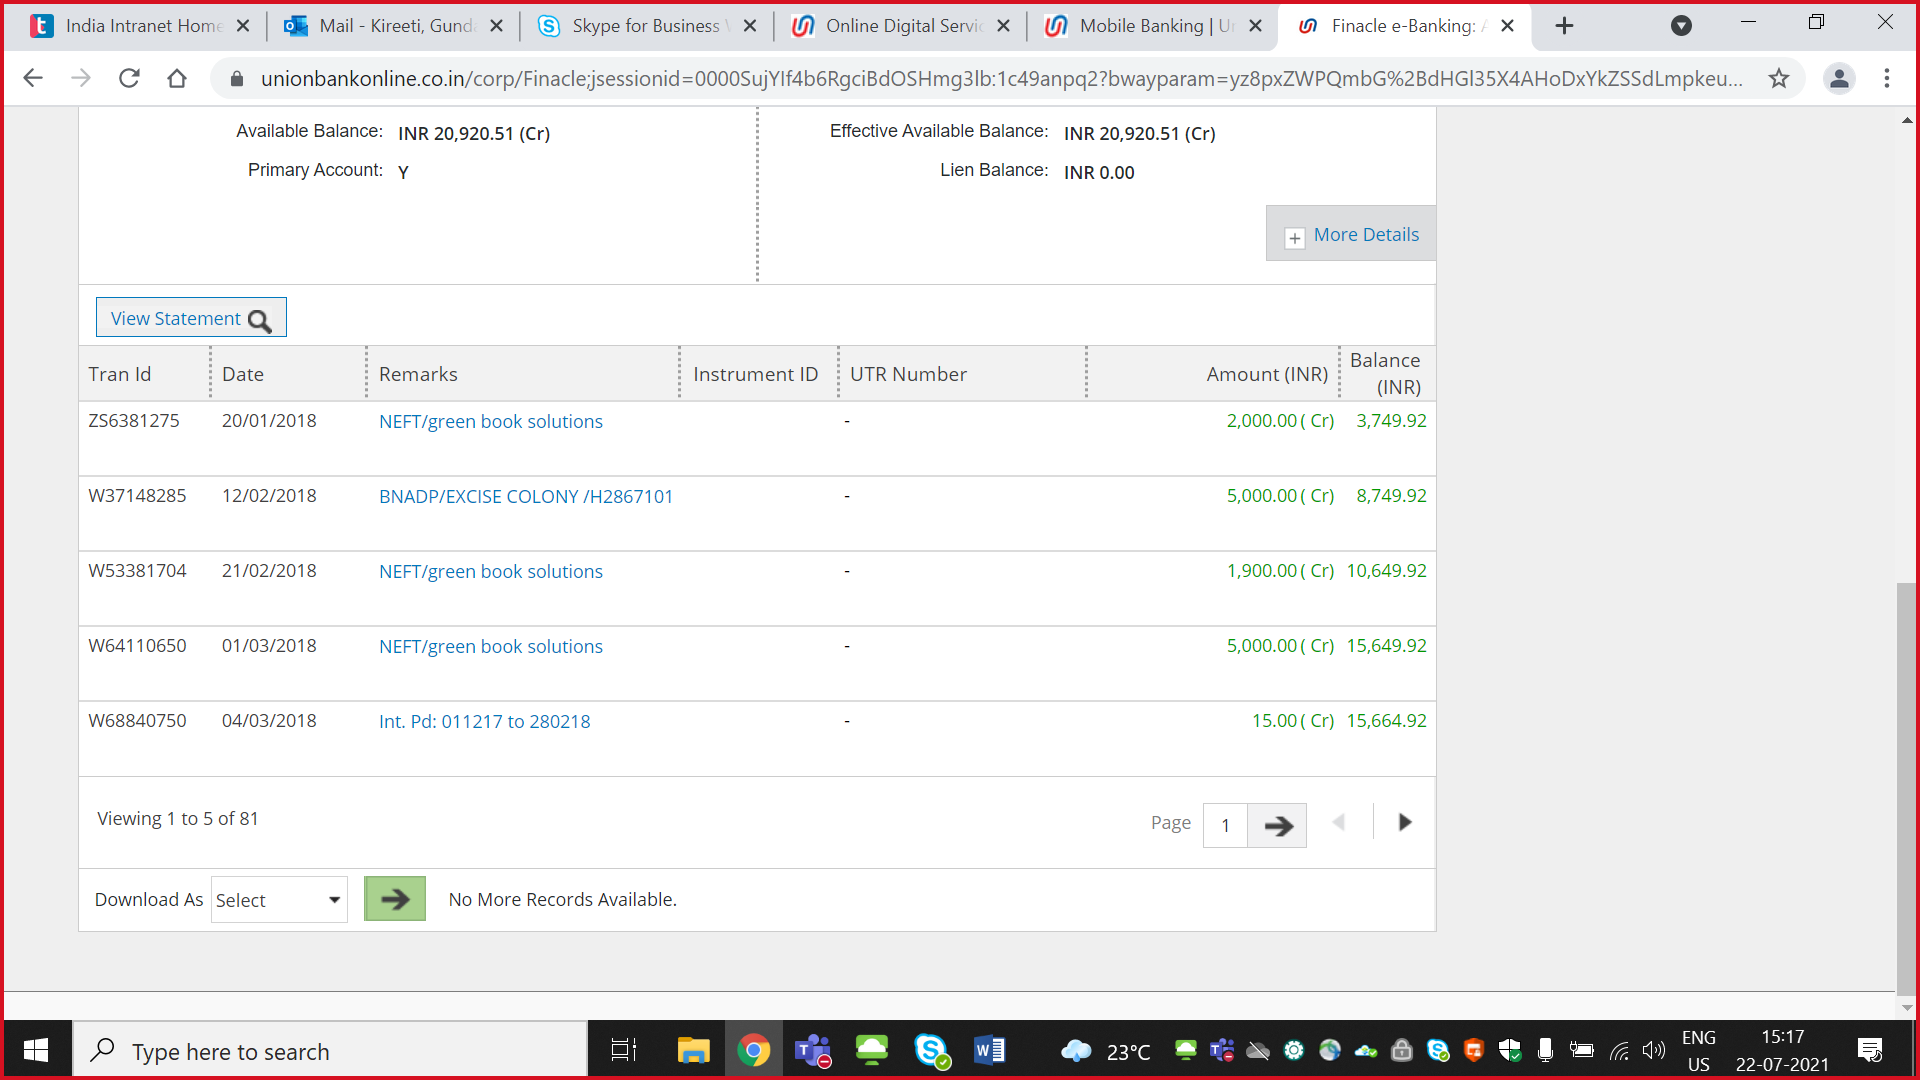 India Intranet Home
Mail - Kireeti, Gunda
Skype for Business
Online Digital Servic
Mobile Banking | Un
Finacle e-Banking: A
unionbankonline.co.in/corp/Finacle;jsessionid=0000SujYIf4b6RgciBdOSHmg3lb:1c49anpq2?bwayparam=yz8pxZWPQmbG%2BdHGl35X4AHoDxYkZSSdLmpkeu...
Available Balance: INR 20,920.51 (Cr)
Effective Available Balance: INR 20,920.51 (Cr)
Primary Account: Y
Lien Balance: INR 0.00
More Details
View Statement
Tran Id Date Remarks Instrument ID UTR Number Amount (INR) Balance (INR)
ZS6381275 20/01/2018 NEFT/green book solutions - 2,000.00 ( Cr) 3,749.92
W37148285 12/02/2018 BNADP/EXCISE COLONY /H2867101 - 5,000.00 ( Cr) 8,749.92
W53381704 21/02/2018 NEFT/green book solutions - 1,900.00 ( Cr) 10,649.92
W64110650 01/03/2018 NEFT/green book solutions - 5,000.00 ( Cr) 15,649.92
W68840750 04/03/2018 Int. Pd: 011217 to 280218 - 15.00 ( Cr) 15,664.92
Viewing 1 to 5 of 81
Page 1
Download As Select
No More Records Available.
Type here to search
23°C
ENG
US
15:17
22-07-2021